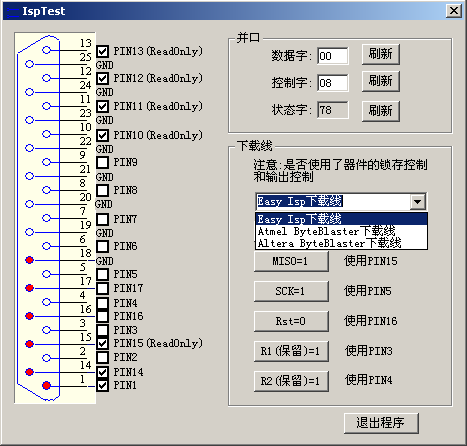 IspTest
13 PIN13(ReadOnly)
25 GND
12 PIN12(ReadOnly)
24 GND
11 PIN11(ReadOnly)
23 GND
10 PIN10(ReadOnly)
22 GND
9 PIN9
21 GND
8 PIN8
20 GND
7 PIN7
19 GND
6 PIN6
18 GND
5 PIN5
17 PIN17
4 PIN4
16 PIN16
3 PIN3
15 PIN15(ReadOnly)
2 PIN2
14 PIN14
1 PIN1
并口
数据字: 00 刷新
控制字: 08 刷新
状态字: 78 刷新
下载线
注意:是否使用了器件的锁存控制
和输出控制
Easy Isp下载线
Easy Isp下载线
Atmel ByteBlaster下载线
Altera ByteBlaster下载线
MISO=1 使用PIN15
SCK=1 使用PIN5
Rst=0 使用PIN16
R1(保留)=1 使用PIN3
R2(保留)=1 使用PIN4
退出程序